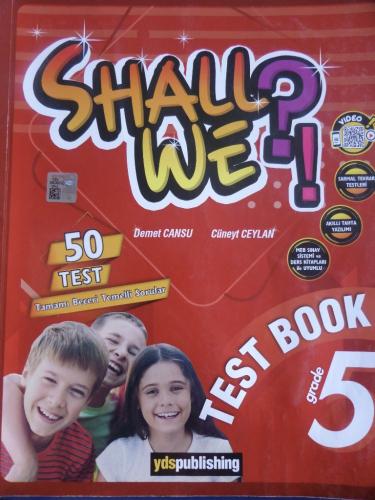 SHALL
WE?!
Demet CANSU Cüneyt CEYLAN
VIDEO
SARMAL TEKRAR
TESTLERİ
AKILLI TAHTA
YAZILIMI
MEB SINAV
SİSTEMİ ve
DERS KİTAPLARI
ile UYUMLU
50
TEST
Tamamı Beceri Temelli Sorular
TEST BOOK
grade
5
ydspublishing